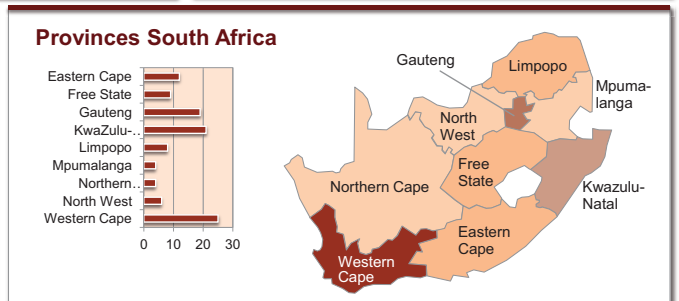 Provinces South Africa
Eastern Cape
Free State
Gauteng
KwaZulu-..
Limpopo
Mpumalanga
Northern..
North West
Western Cape
0 10 20 30
Gauteng
Limpopo
Mpuma-
langa
North
West
Free
State
Northern Cape
Kwazulu-
Natal
Eastern
Cape
Western
Cape